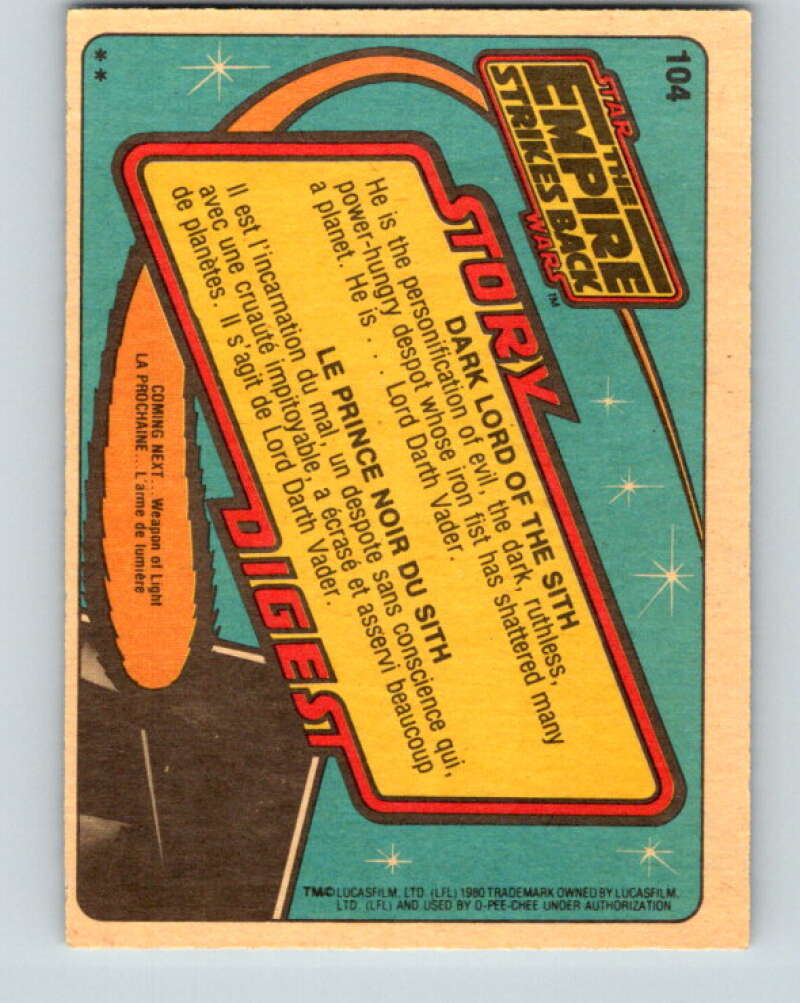 104
STAR
THE
EMPIRE
STRIKES BACK
WARS™
STORY
DARK LORD OF THE SITH
He is the personification of evil, the dark, ruthless,
power-hungry despot whose iron fist has shattered many
a planet. He is . . . Lord Darth Vader.
LE PRINCE NOIR DU SITH
Il est l'incarnation du mal, un despote sans conscience qui,
avec une cruauté impitoyable, a écrasé et asservi beaucoup
de planètes. Il s'agit de Lord Darth Vader.
DIGEST
COMING NEXT... Weapon of Light
LA PROCHAINE... L'arme de lumière
**
TM© LUCASFILM, LTD. (LFL) 1980 TRADEMARK OWNED BY LUCASFILM,
LTD. (LFL) AND USED BY O-PEE-CHEE UNDER AUTHORIZATION.